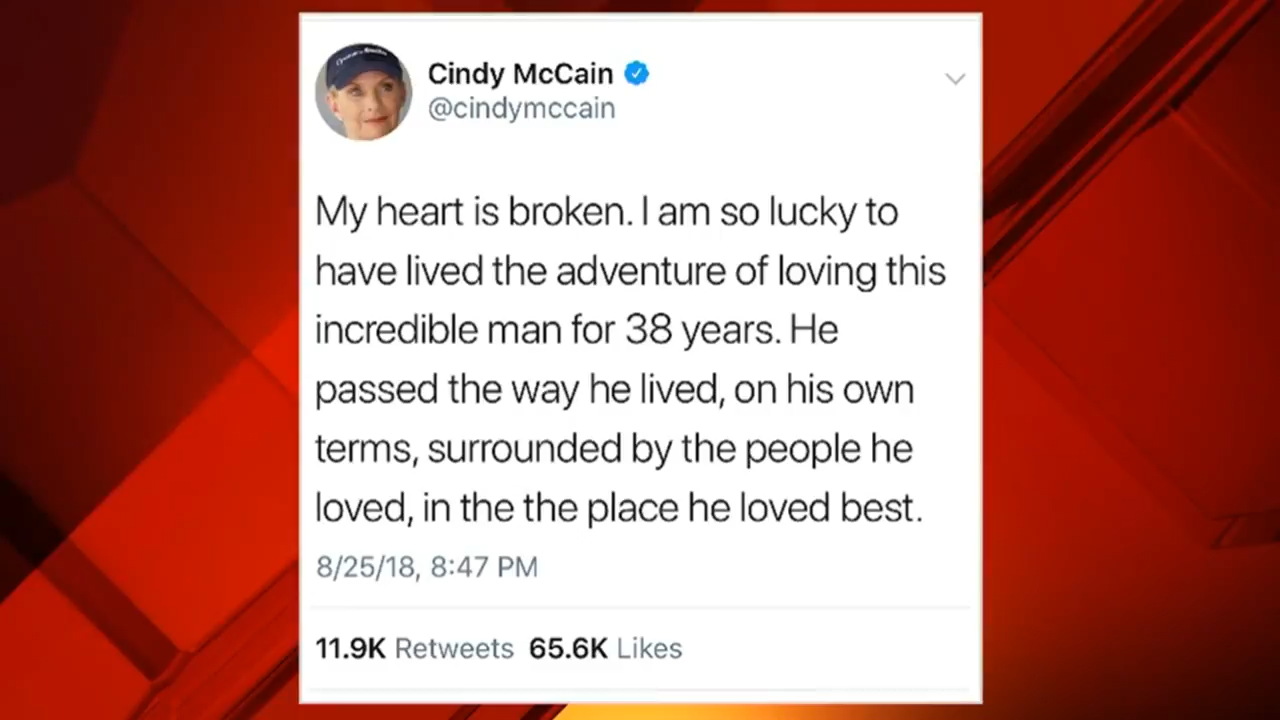 Cindy McCain
@cindymccain
My heart is broken. I am so lucky to
have lived the adventure of loving this
incredible man for 38 years. He
passed the way he lived, on his own
terms, surrounded by the people he
loved, in the the place he loved best.
8/25/18, 8:47 PM
11.9K Retweets 65.6K Likes